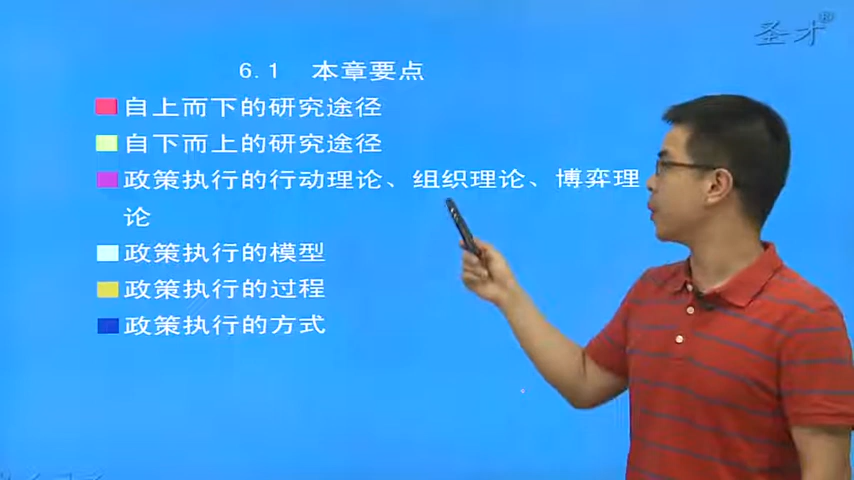 圣才®
6.1 本章要点
自上而下的研究途径
自下而上的研究途径
政策执行的行动理论、组织理论、博弈理
论
政策执行的模型
政策执行的过程
政策执行的方式